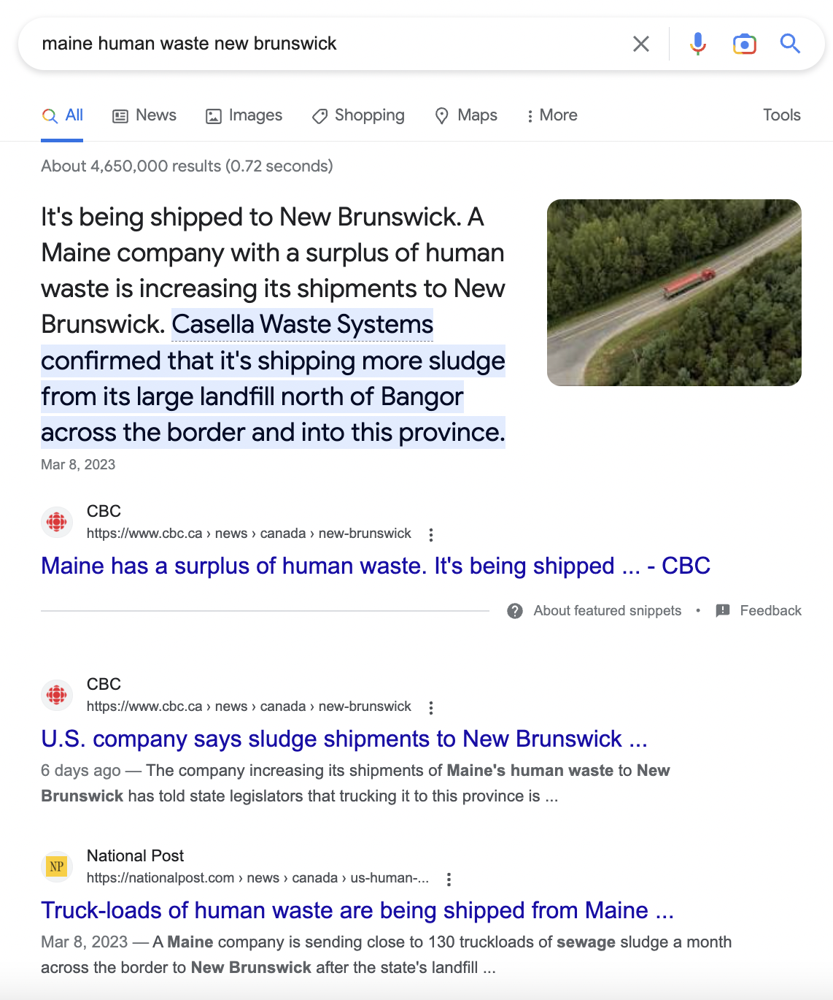 maine human waste new brunswick
All
News
Images
Shopping
Maps
More
Tools
About 4,650,000 results (0.72 seconds)
It's being shipped to New Brunswick. A
Maine company with a surplus of human
waste is increasing its shipments to New
Brunswick. Casella Waste Systems
confirmed that it's shipping more sludge
from its large landfill north of Bangor
across the border and into this province.
Mar 8, 2023
CBC
https://www.cbc.ca › news › canada › new-brunswick
Maine has a surplus of human waste. It's being shipped ... - CBC
About featured snippets • Feedback
CBC
https://www.cbc.ca › news › canada › new-brunswick
U.S. company says sludge shipments to New Brunswick ...
6 days ago — The company increasing its shipments of Maine's human waste to New
Brunswick has told state legislators that trucking it to this province is ...
NP
National Post
https://nationalpost.com › news › canada › us-human-...
Truck-loads of human waste are being shipped from Maine ...
Mar 8, 2023 — A Maine company is sending close to 130 truckloads of sewage sludge a month
across the border to New Brunswick after the state's landfill ...